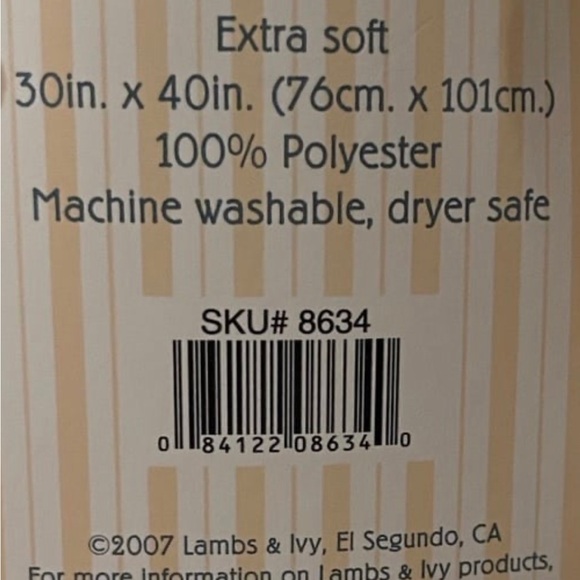 Extra soft
30in. x 40in. (76cm. x 101cm.)
100% Polyester
Machine washable, dryer safe
SKU# 8634
0 84122 08634 0
©2007 Lambs & Ivy, El Segundo, CA
For more information on Lambs & Ivy products,